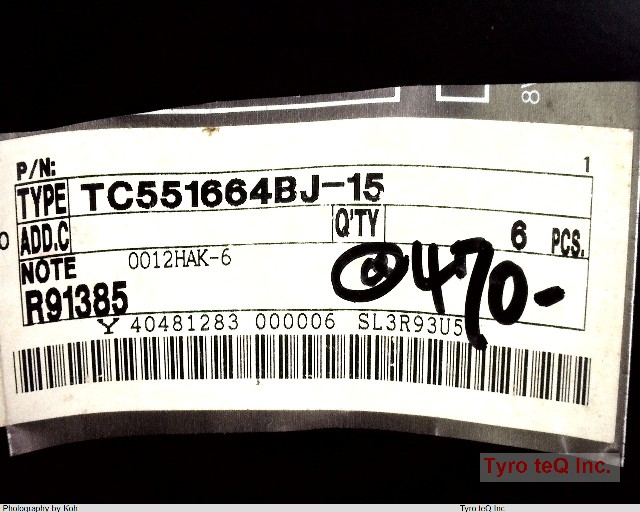 8
P/N: 1
TYPE TC551664BJ-15
ADD.C Q'TY 6 PCS.
NOTE 0012HAK-6
@470-
R91385
Y 40481283 000006 SL3R93U5
Tyro teQ Inc.
Photography by Koh Tyro teQ Inc